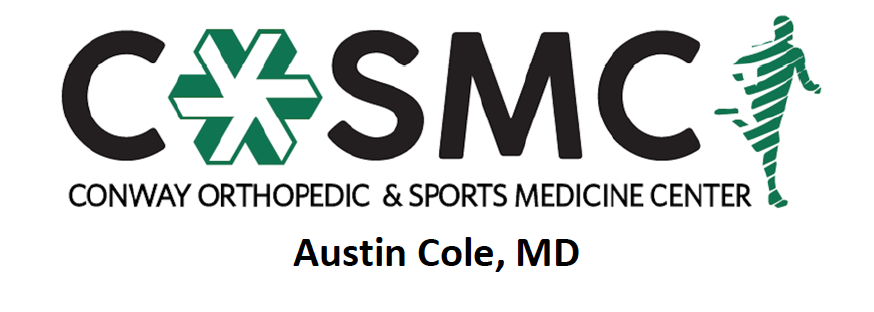 COSMC
CONWAY ORTHOPEDIC & SPORTS MEDICINE CENTER
Austin Cole, MD